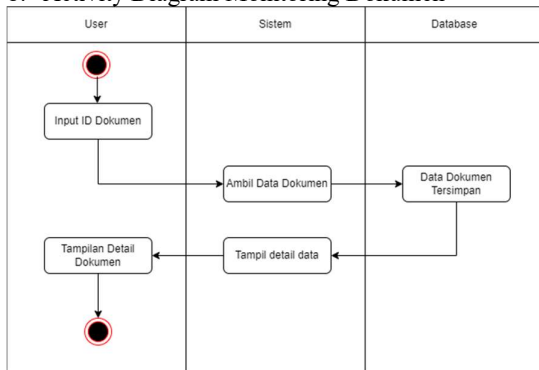 Activity Diagram Monitoring Dokumen
User
Sistem
Database
Input ID Dokumen
Ambil Data Dokumen
Data Dokumen
Tersimpan
Tampilan Detail
Dokumen
Tampil detail data